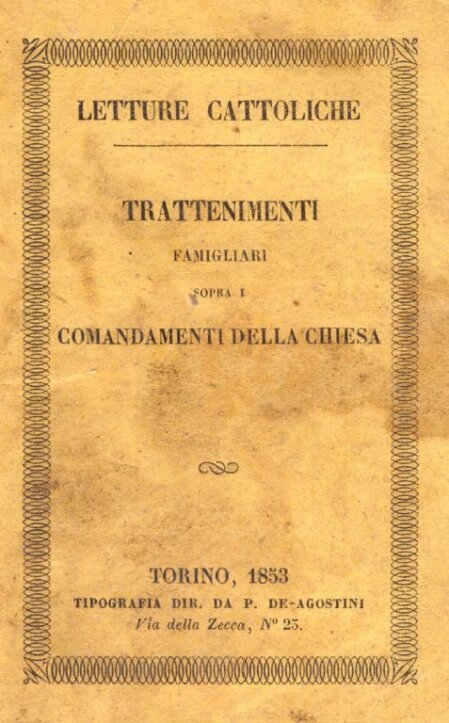 LETTURE CATTOLICHE
TRATTENIMENTI
FAMIGLIARI
SOPRA I
COMANDAMENTI DELLA CHIESA
TORINO, 1853
TIPOGRAFIA DIR. DA P. DE-AGOSTINI
Via della Zecca, Nº 23.